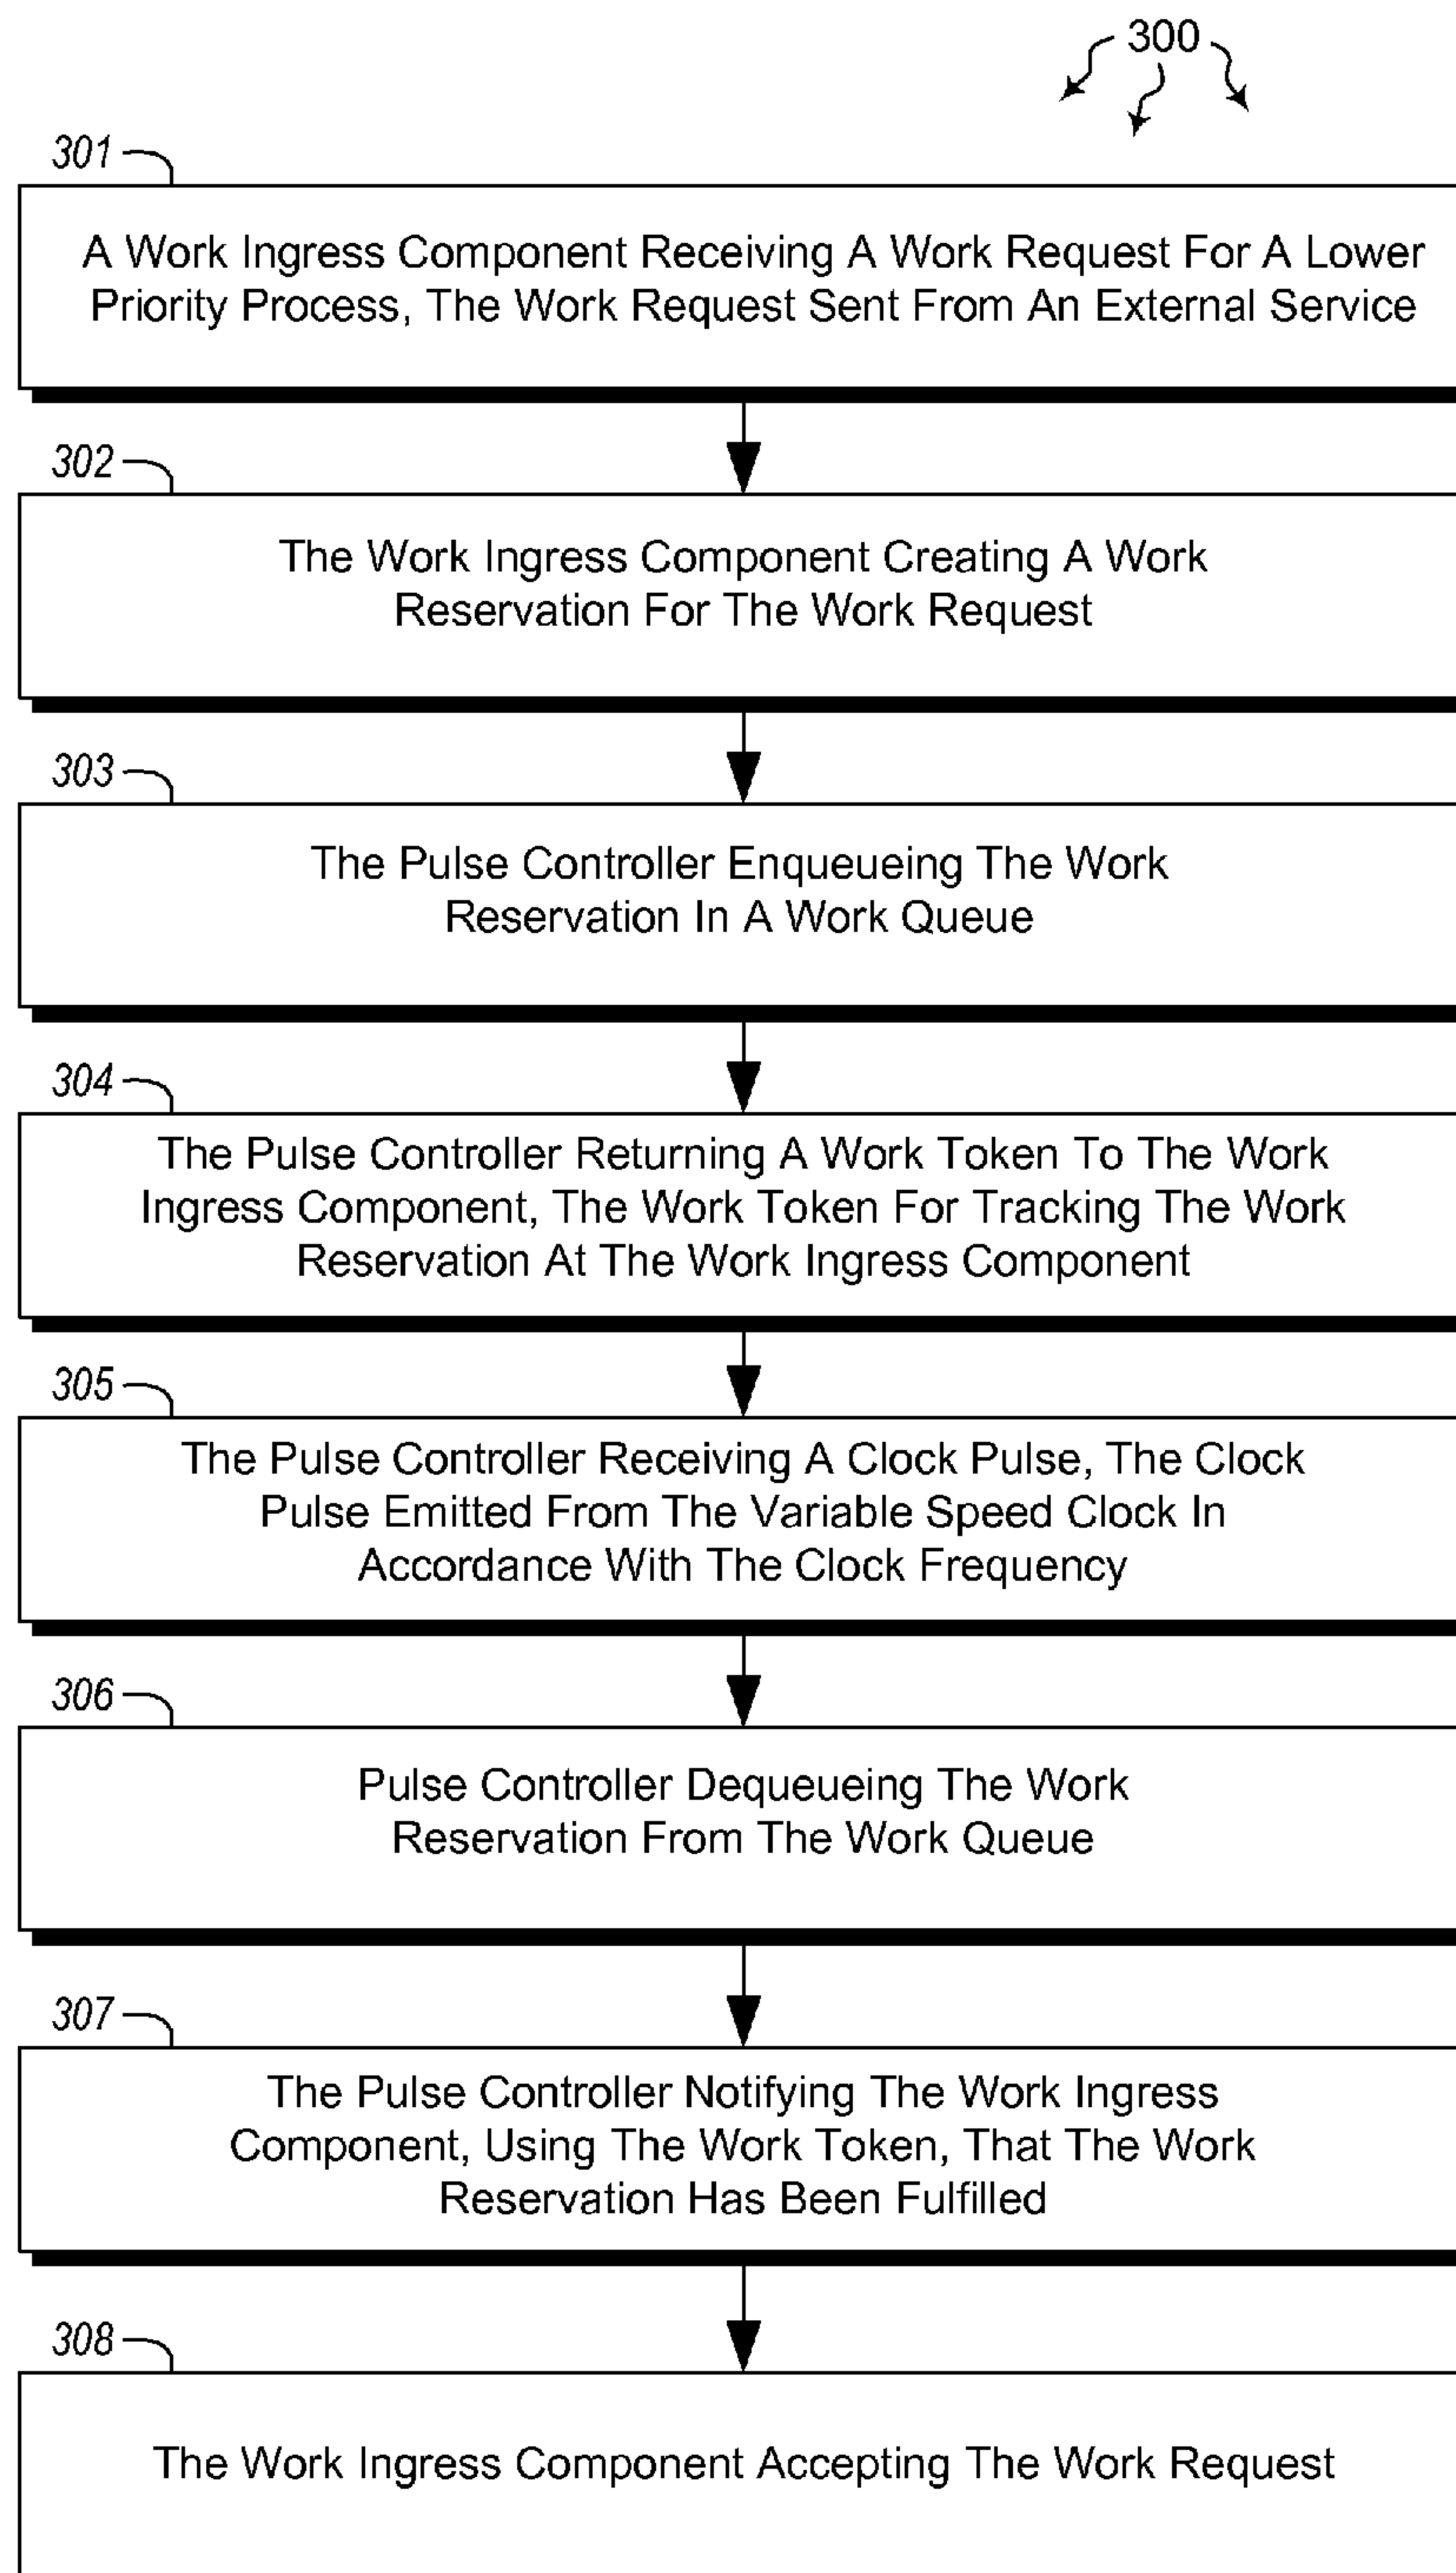 300
301
A Work Ingress Component Receiving A Work Request For A Lower
Priority Process, The Work Request Sent From An External Service
302
The Work Ingress Component Creating A Work
Reservation For The Work Request
303
The Pulse Controller Enqueueing The Work
Reservation In A Work Queue
304
The Pulse Controller Returning A Work Token To The Work
Ingress Component, The Work Token For Tracking The Work
Reservation At The Work Ingress Component
305
The Pulse Controller Receiving A Clock Pulse, The Clock
Pulse Emitted From The Variable Speed Clock In
Accordance With The Clock Frequency
306
Pulse Controller Dequeueing The Work
Reservation From The Work Queue
307
The Pulse Controller Notifying The Work Ingress
Component, Using The Work Token, That The Work
Reservation Has Been Fulfilled
308
The Work Ingress Component Accepting The Work Request